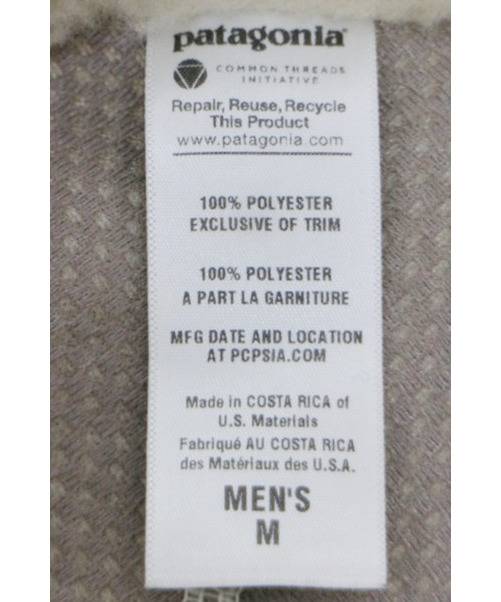 patagonia
COMMON THREADS
INITIATIVE
Repair, Reuse, Recycle
This Product
www.patagonia.com
100% POLYESTER
EXCLUSIVE OF TRIM
100% POLYESTER
A PART LA GARNITURE
MFG DATE AND LOCATION
AT PCPSIA.COM
Made in COSTA RICA of
U.S. Materials
Fabriqué AU COSTA RICA
des Matériaux des U.S.A.
MEN'S
M